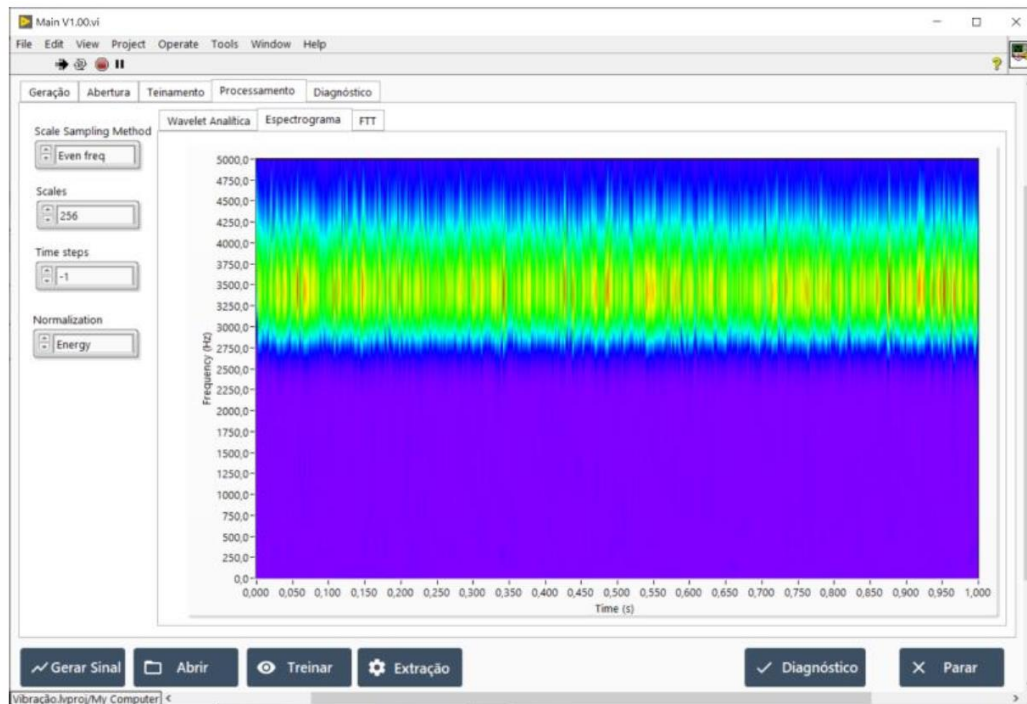 Main V1.00.vi
File Edit View Project Operate Tools Window Help
Geração Abertura Teinamento Processamento Diagnóstico
Wavelet Analítica Espectrograma FTT
Scale Sampling Method
Even freq
Scales
256
Time steps
-1
Normalization
Energy
Frequency (Hz)
5000,0
4750,0
4500,0
4250,0
4000,0
3750,0
3500,0
3250,0
3000,0
2750,0
2500,0
2250,0
2000,0
1750,0
1500,0
1250,0
1000,0
750,0
500,0
250,0
0,0
0,000 0,050 0,100 0,150 0,200 0,250 0,300 0,350 0,400 0,450 0,500 0,550 0,600 0,650 0,700 0,750 0,800 0,850 0,900 0,950 1,000
Time (s)
Gerar Sinal Abrir Treinar Extração Diagnóstico Parar
Vibração.lvproj/My Computer